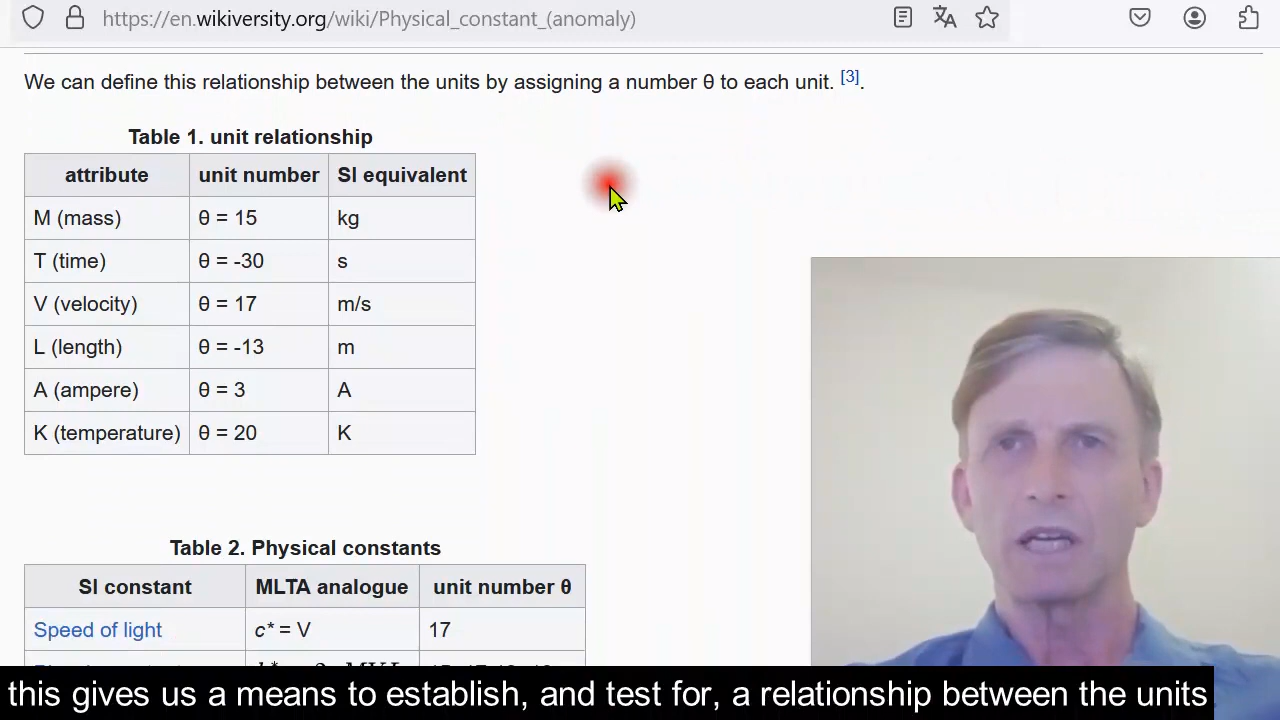 https://en.wikiversity.org/wiki/Physical_constant_(anomaly)
We can define this relationship between the units by assigning a number θ to each unit. [3].
Table 1. unit relationship
attribute unit number SI equivalent
M (mass) θ = 15 kg
T (time) θ = -30 s
V (velocity) θ = 17 m/s
L (length) θ = -13 m
A (ampere) θ = 3 A
K (temperature) θ = 20 K
Table 2. Physical constants
SI constant MLTA analogue unit number θ
Speed of light c* = V 17
this gives us a means to establish, and test for, a relationship between the units